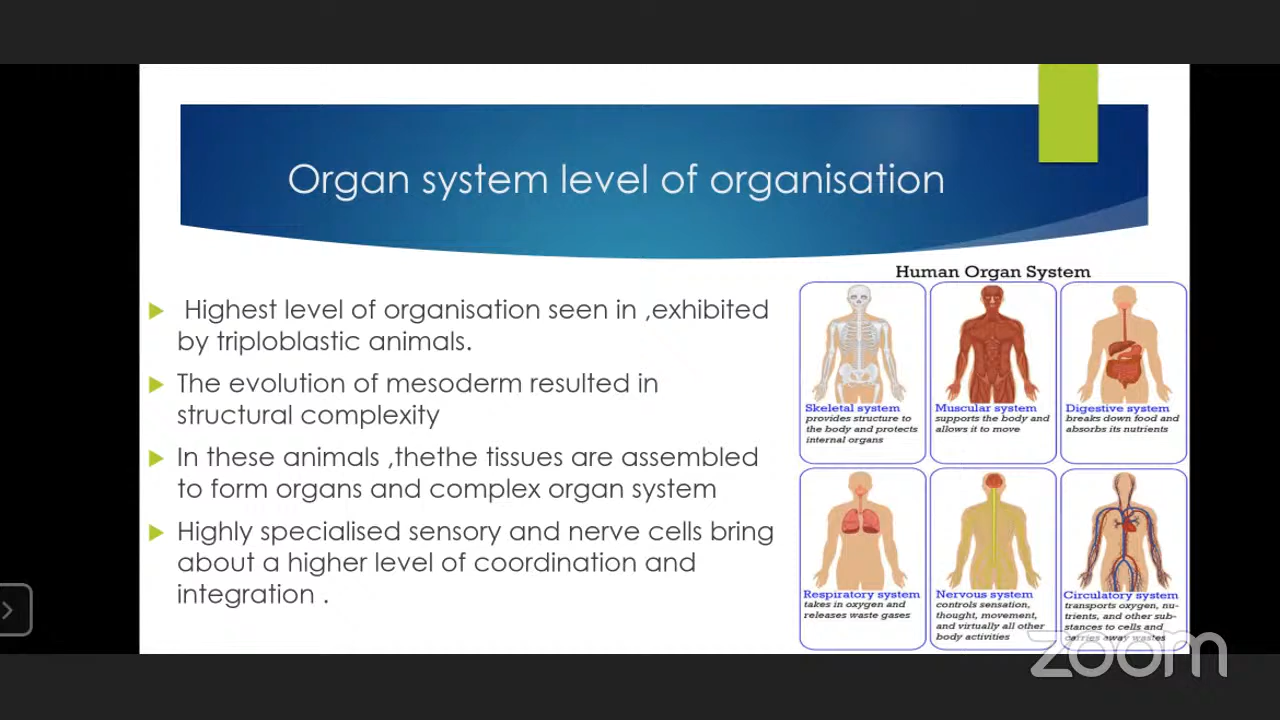 Organ system level of organisation
Highest level of organisation seen in ,exhibited
by triploblastic animals.
The evolution of mesoderm resulted in
structural complexity
In these animals ,thethe tissues are assembled
to form organs and complex organ system
Highly specialised sensory and nerve cells bring
about a higher level of coordination and
integration .
Human Organ System
Skeletal system
provides structure to
the body and protects
internal organs
Muscular system
supports the body and
allows it to move
Digestive system
breaks down food and
absorbs its nutrients
Respiratory system
takes in oxygen and
releases waste gases
Nervous system
controls sensation,
thought, movement,
and virtually all other
body activities
Circulatory system
transports oxygen, nu-
trients, and other sub-
stances to cells and
carries away wastes
zoom